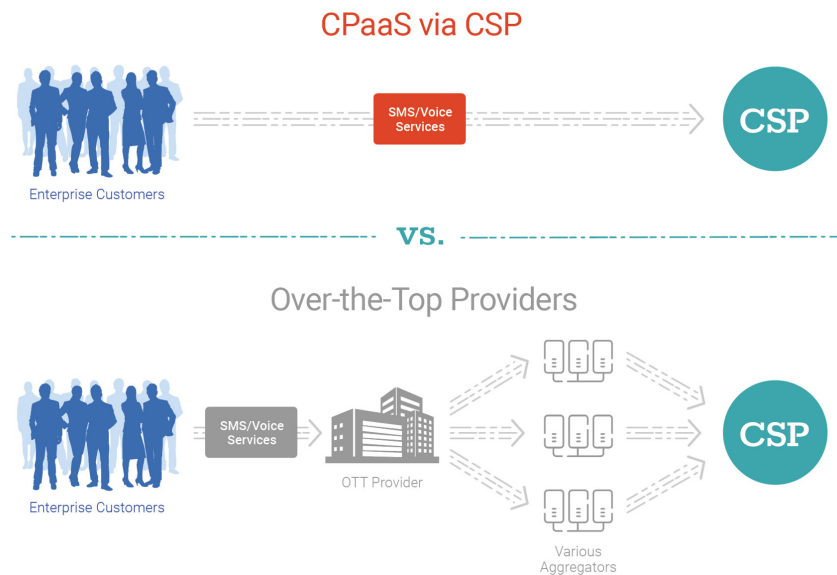 CPaaS via CSP
SMS/Voice
Services
CSP
Enterprise Customers
vs.
Over-the-Top Providers
SMS/Voice
Services
CSP
OTT Provider
Enterprise Customers
Various
Aggregators